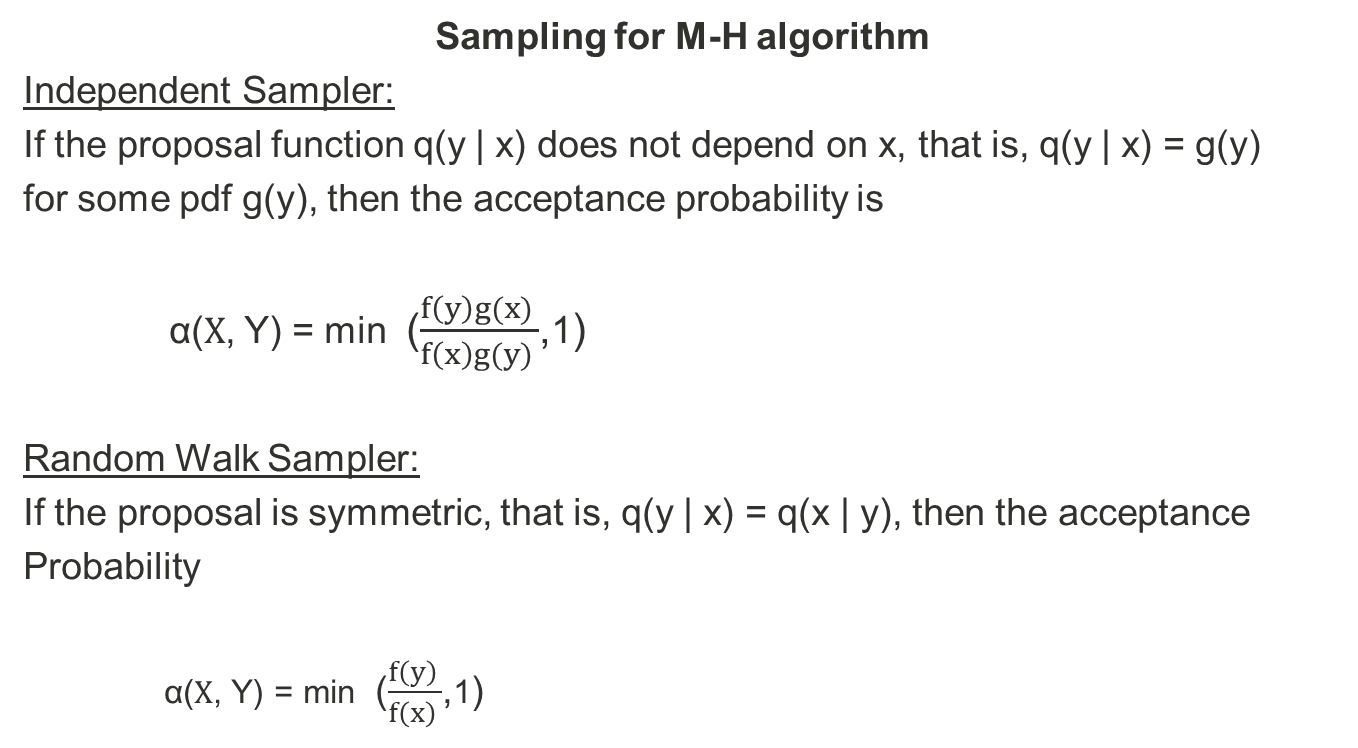 Sampling for M-H algorithm
Independent Sampler:
If the proposal function q(y | x) does not depend on x, that is, q(y | x) = g(y)
for some pdf g(y), then the acceptance probability is
α(X, Y) = min (f(y)g(x)/f(x)g(y),1)
Random Walk Sampler:
If the proposal is symmetric, that is, q(y | x) = q(x | y), then the acceptance
Probability
α(X, Y) = min (f(y)/f(x),1)